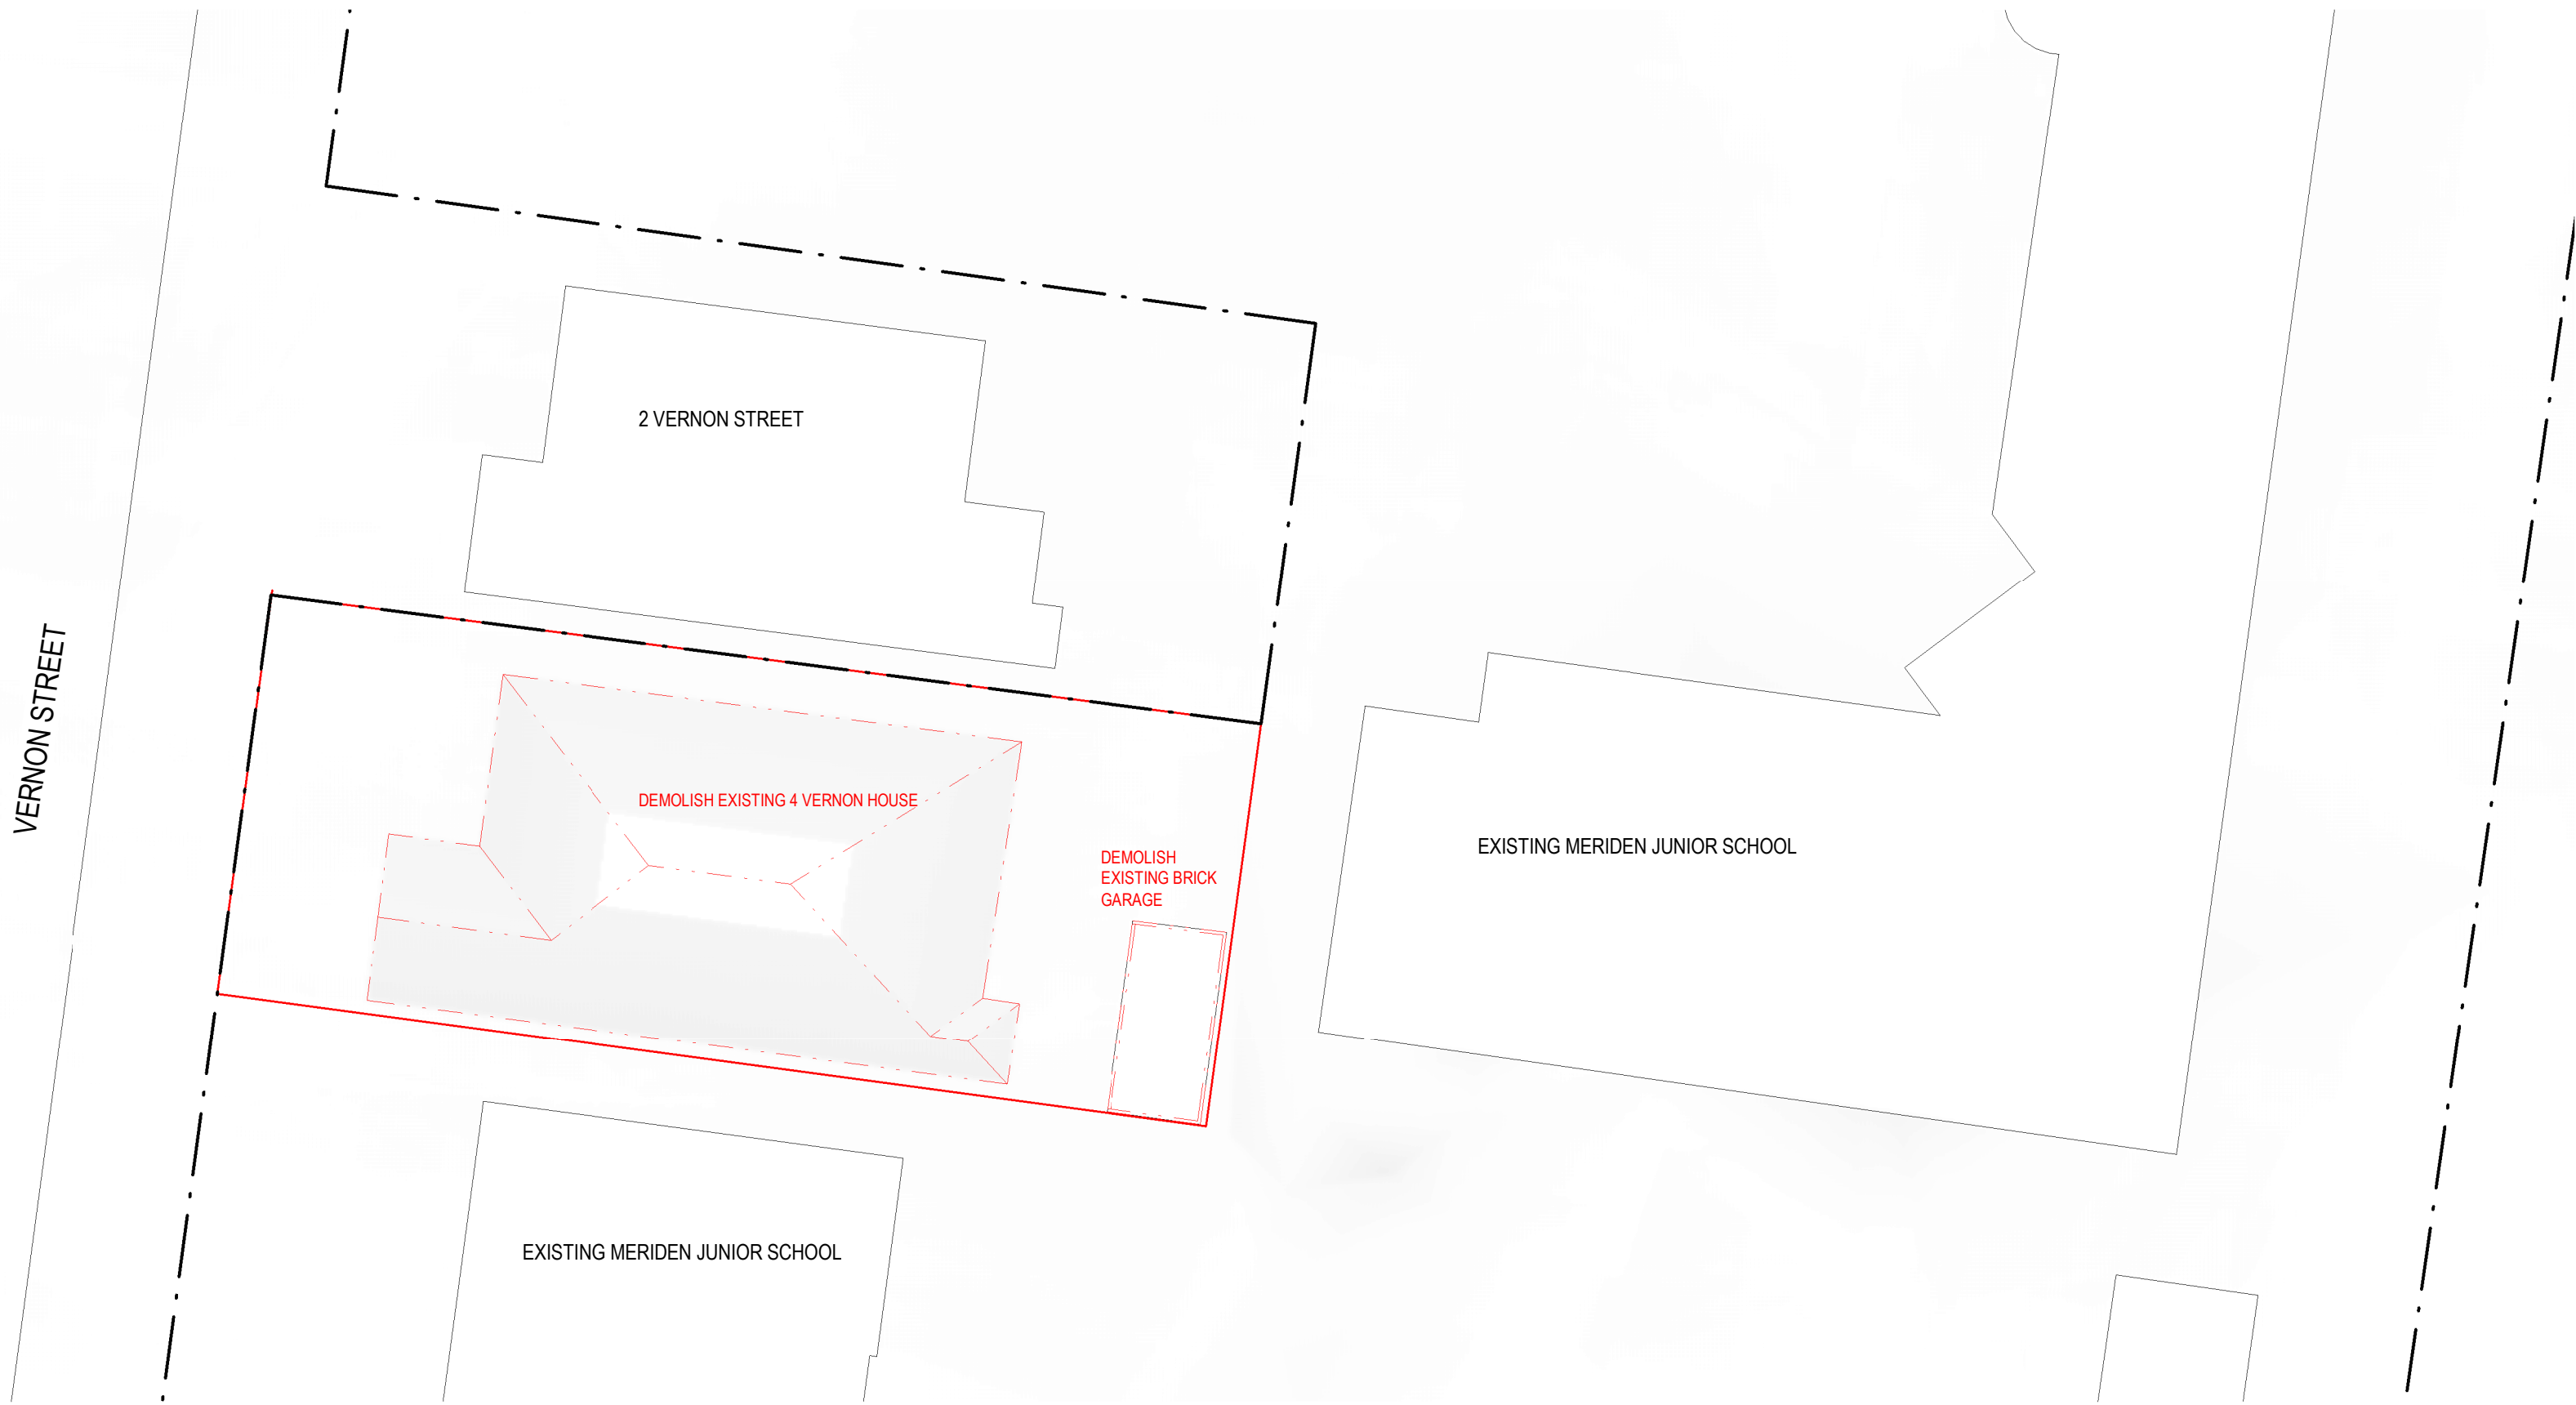 2 VERNON STREET
VERNON STREET
DEMOLISH EXISTING 4 VERNON HOUSE
DEMOLISH
EXISTING BRICK
GARAGE
EXISTING MERIDEN JUNIOR SCHOOL
EXISTING MERIDEN JUNIOR SCHOOL